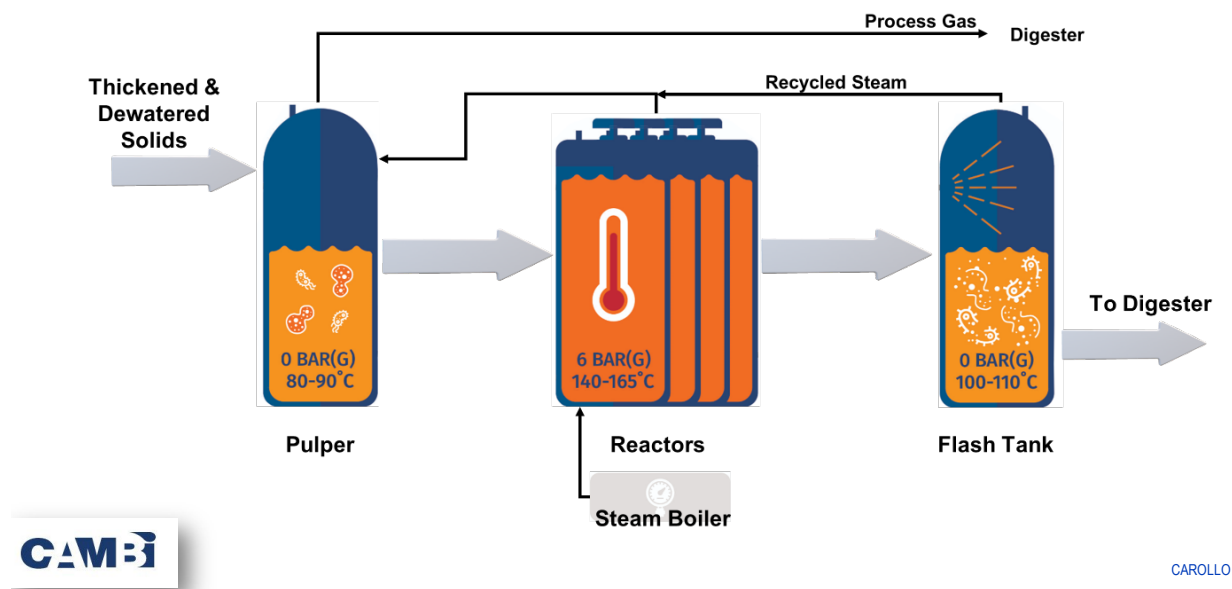 Process Gas
Digester
Thickened &
Dewatered
Solids
Recycled Steam
0 BAR(G)
80-90°C
6 BAR(G)
140-165°C
0 BAR(G)
100-110°C
To Digester
Pulper
Reactors
Flash Tank
Steam Boiler
CAMBi
CAROLLO